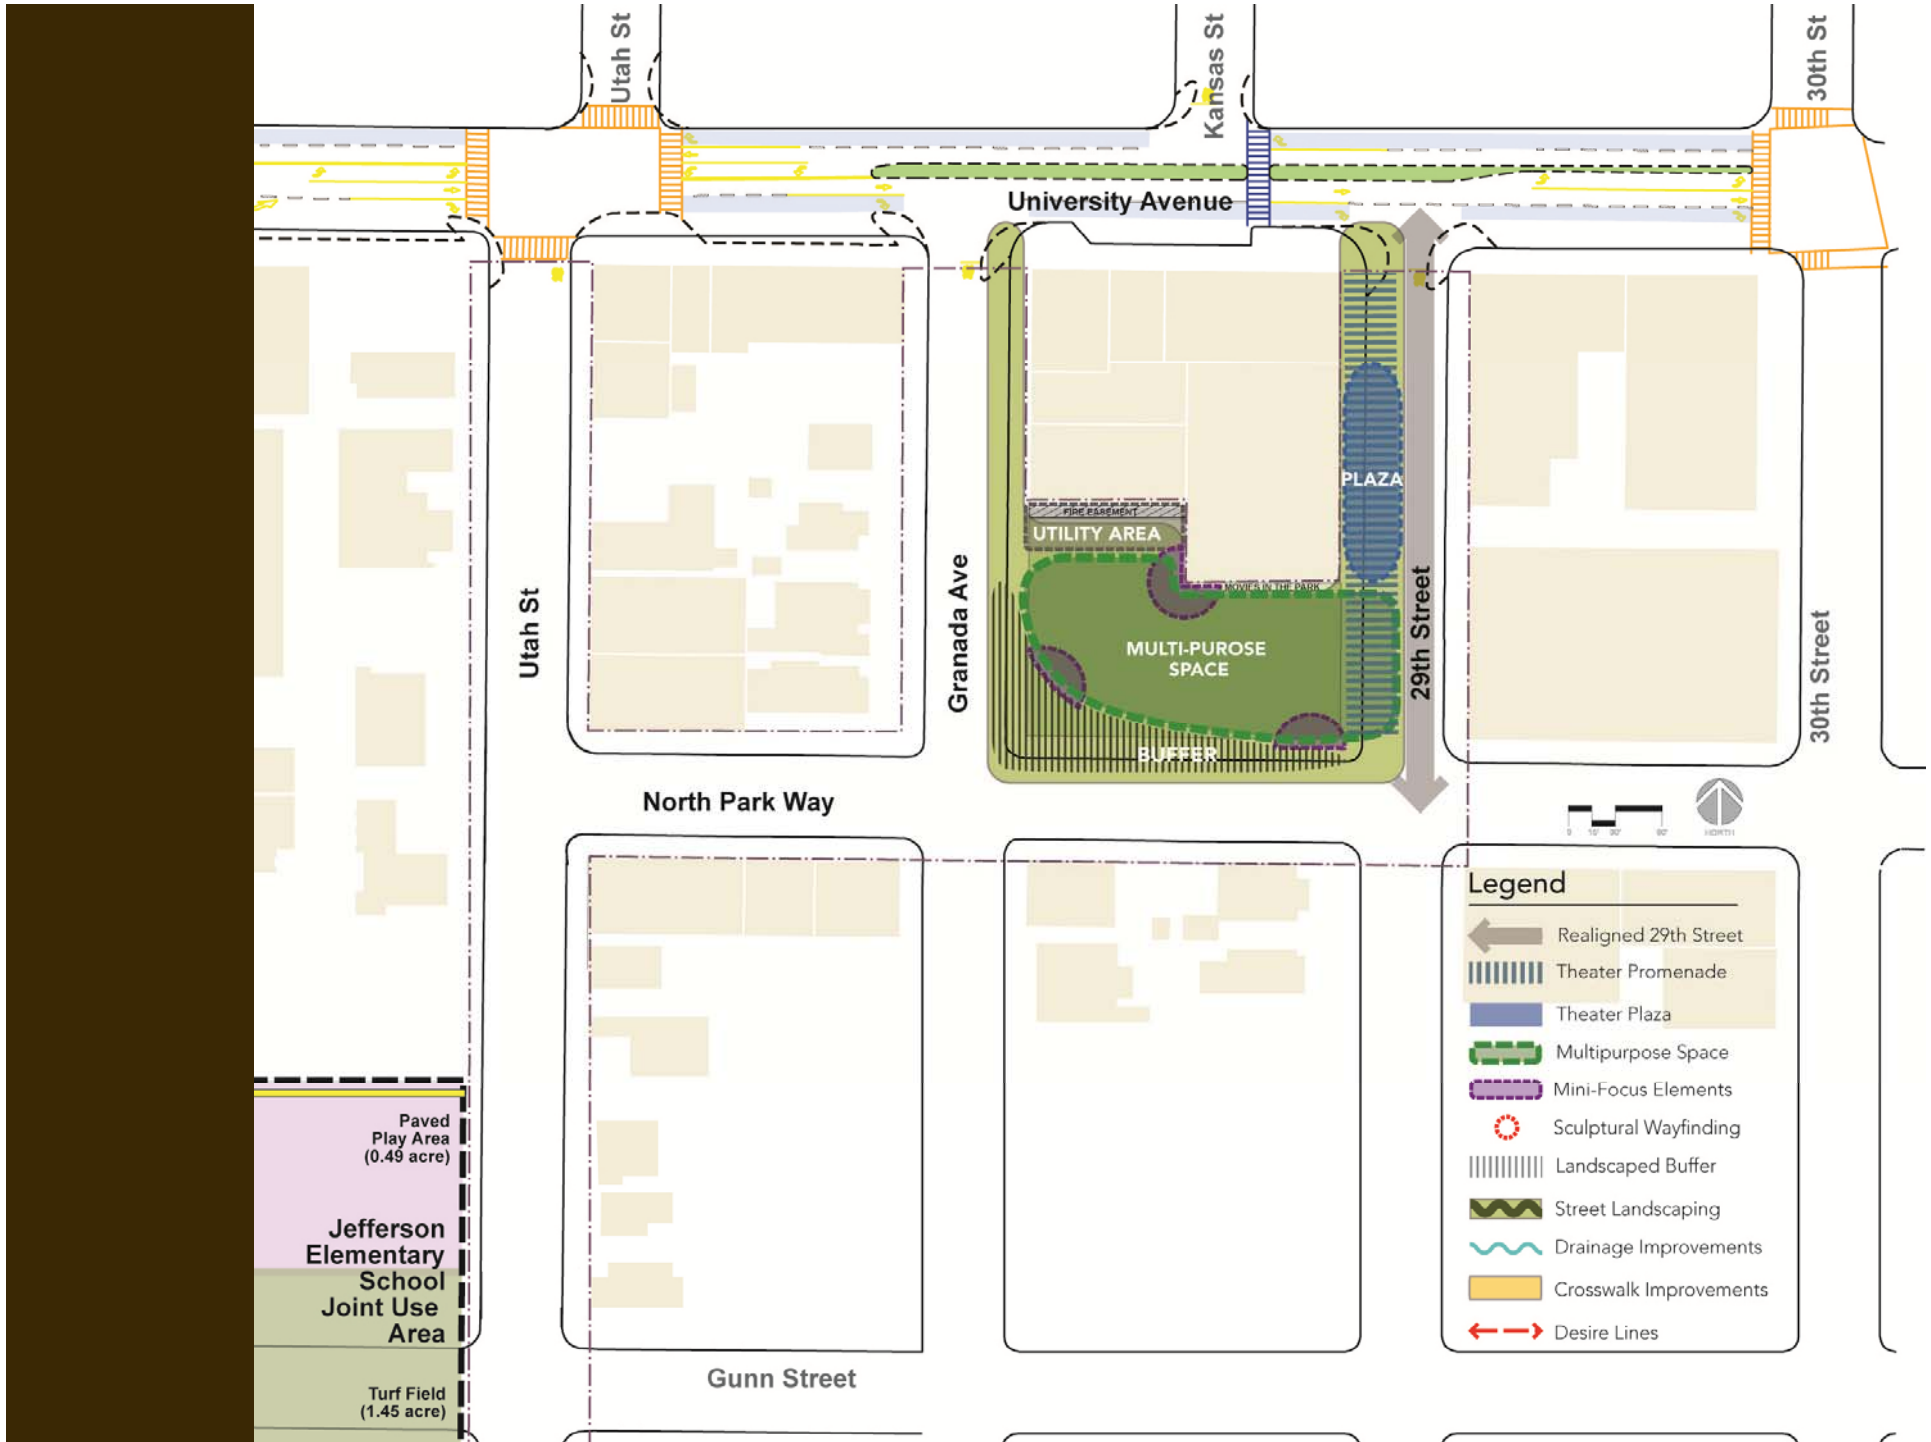 Utah St
Kansas St
30th St
University Avenue
PLAZA
FIRE EASEMENT
UTILITY AREA
MOVIES IN THE PARK
Utah St
Granada Ave
MULTI-PUROSE
SPACE
29th Street
30th Street
BUFFER
North Park Way
NORTH
Legend
Realigned 29th Street
Theater Promenade
Theater Plaza
Multipurpose Space
Mini-Focus Elements
Sculptural Wayfinding
Landscaped Buffer
Street Landscaping
Drainage Improvements
Crosswalk Improvements
Desire Lines
Paved
Play Area
(0.49 acre)
Jefferson
Elementary
School
Joint Use
Area
Turf Field
(1.45 acre)
Gunn Street